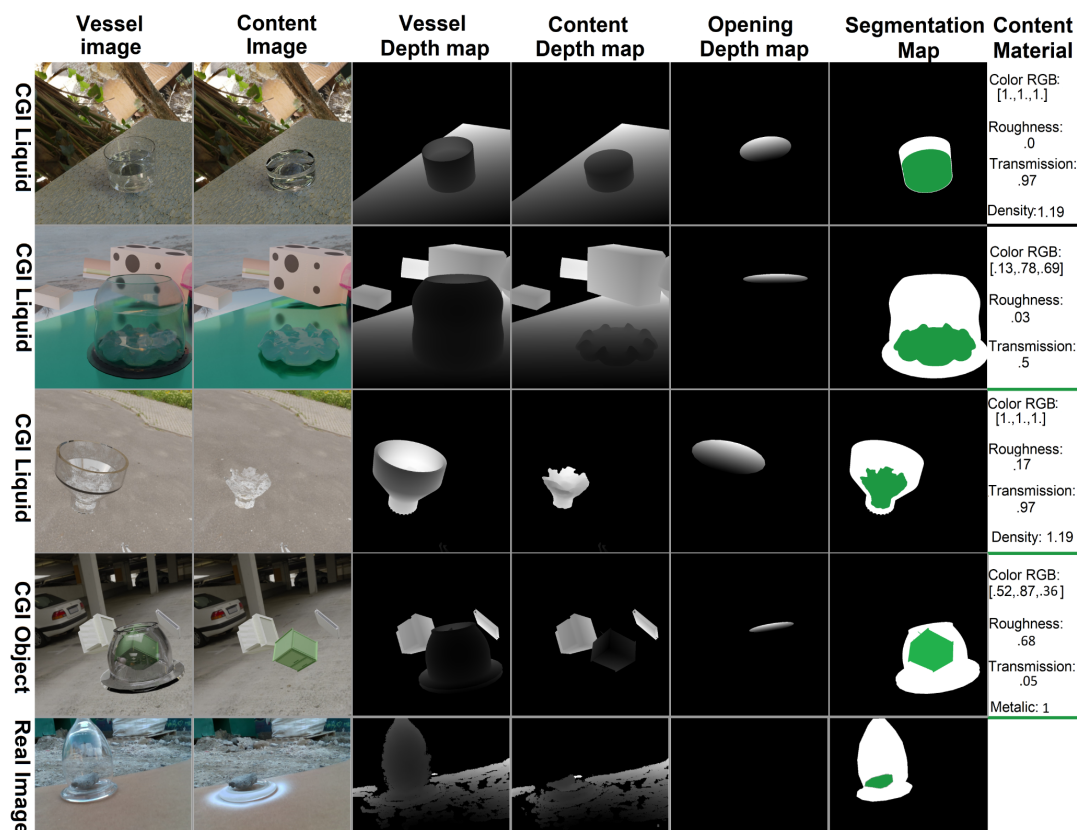 Vessel image
Content Image
Vessel Depth map
Content Depth map
Opening Depth map
Segmentation Map
Content Material
CGI Liquid
Color RGB:
[1.,1.,1.]
Roughness:
.0
Transmission:
.97
Density:1.19
CGI Liquid
Color RGB:
[.13,.78,.69]
Roughness:
.03
Transmission:
.5
CGI Liquid
Color RGB:
[1.,1.,1.]
Roughness:
.17
Transmission:
.97
Density: 1.19
CGI Object
Color RGB:
[.52,.87,.36]
Roughness:
.68
Transmission:
.05
Metalic: 1
Real Image